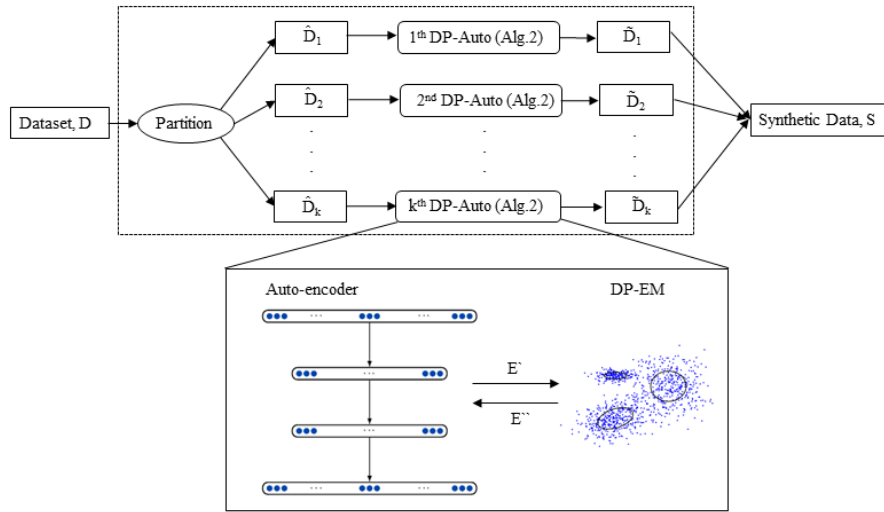 D̂₁ 1ᵗʰ DP-Auto (Alg.2) D̃₁
D̂₂ 2ⁿᵈ DP-Auto (Alg.2) D̃₂
Dataset, D Partition Synthetic Data, S
D̂ₖ kᵗʰ DP-Auto (Alg.2) D̃ₖ
Auto-encoder DP-EM
E`
E``